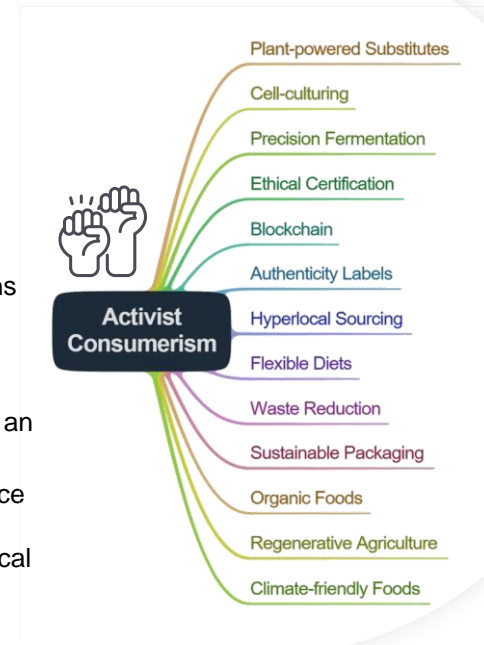 Plant-powered Substitutes
Cell-culturing
Precision Fermentation
Ethical Certification
Blockchain
Authenticity Labels
Hyperlocal Sourcing
Flexible Diets
Waste Reduction
Sustainable Packaging
Organic Foods
Regenerative Agriculture
Climate-friendly Foods
Activist
Consumerism
an